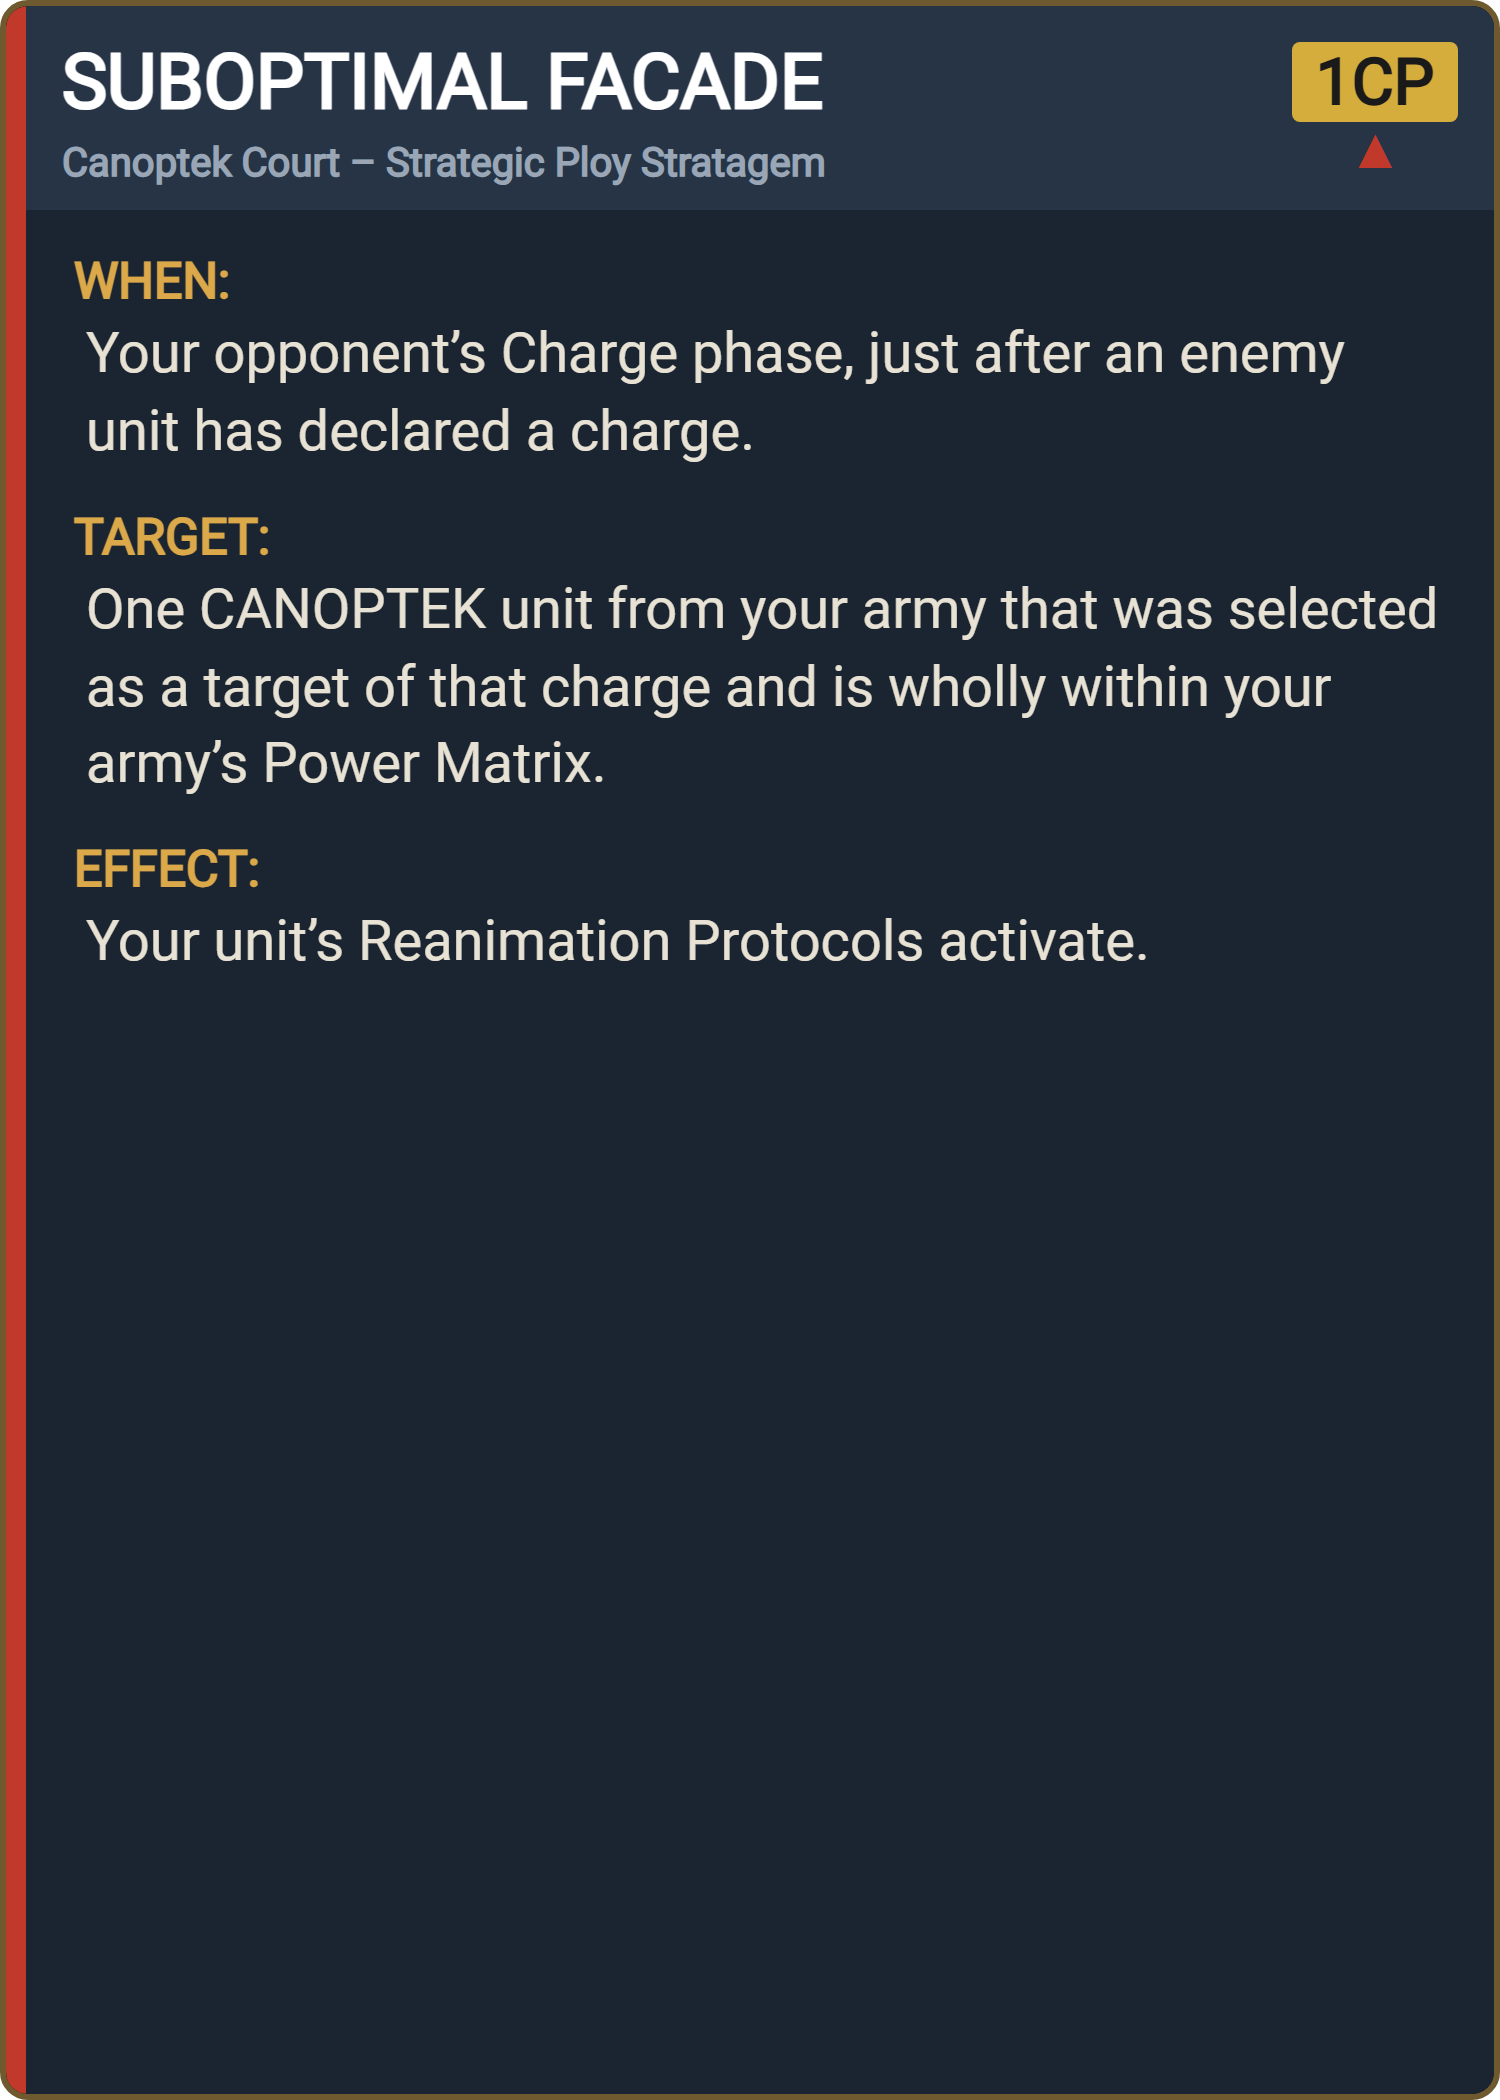 SUBOPTIMAL FACADE
1CP
Canoptek Court – Strategic Ploy Stratagem
WHEN:
Your opponent’s Charge phase, just after an enemy
unit has declared a charge.
TARGET:
One CANOPTEK unit from your army that was selected
as a target of that charge and is wholly within your
army’s Power Matrix.
EFFECT:
Your unit’s Reanimation Protocols activate.